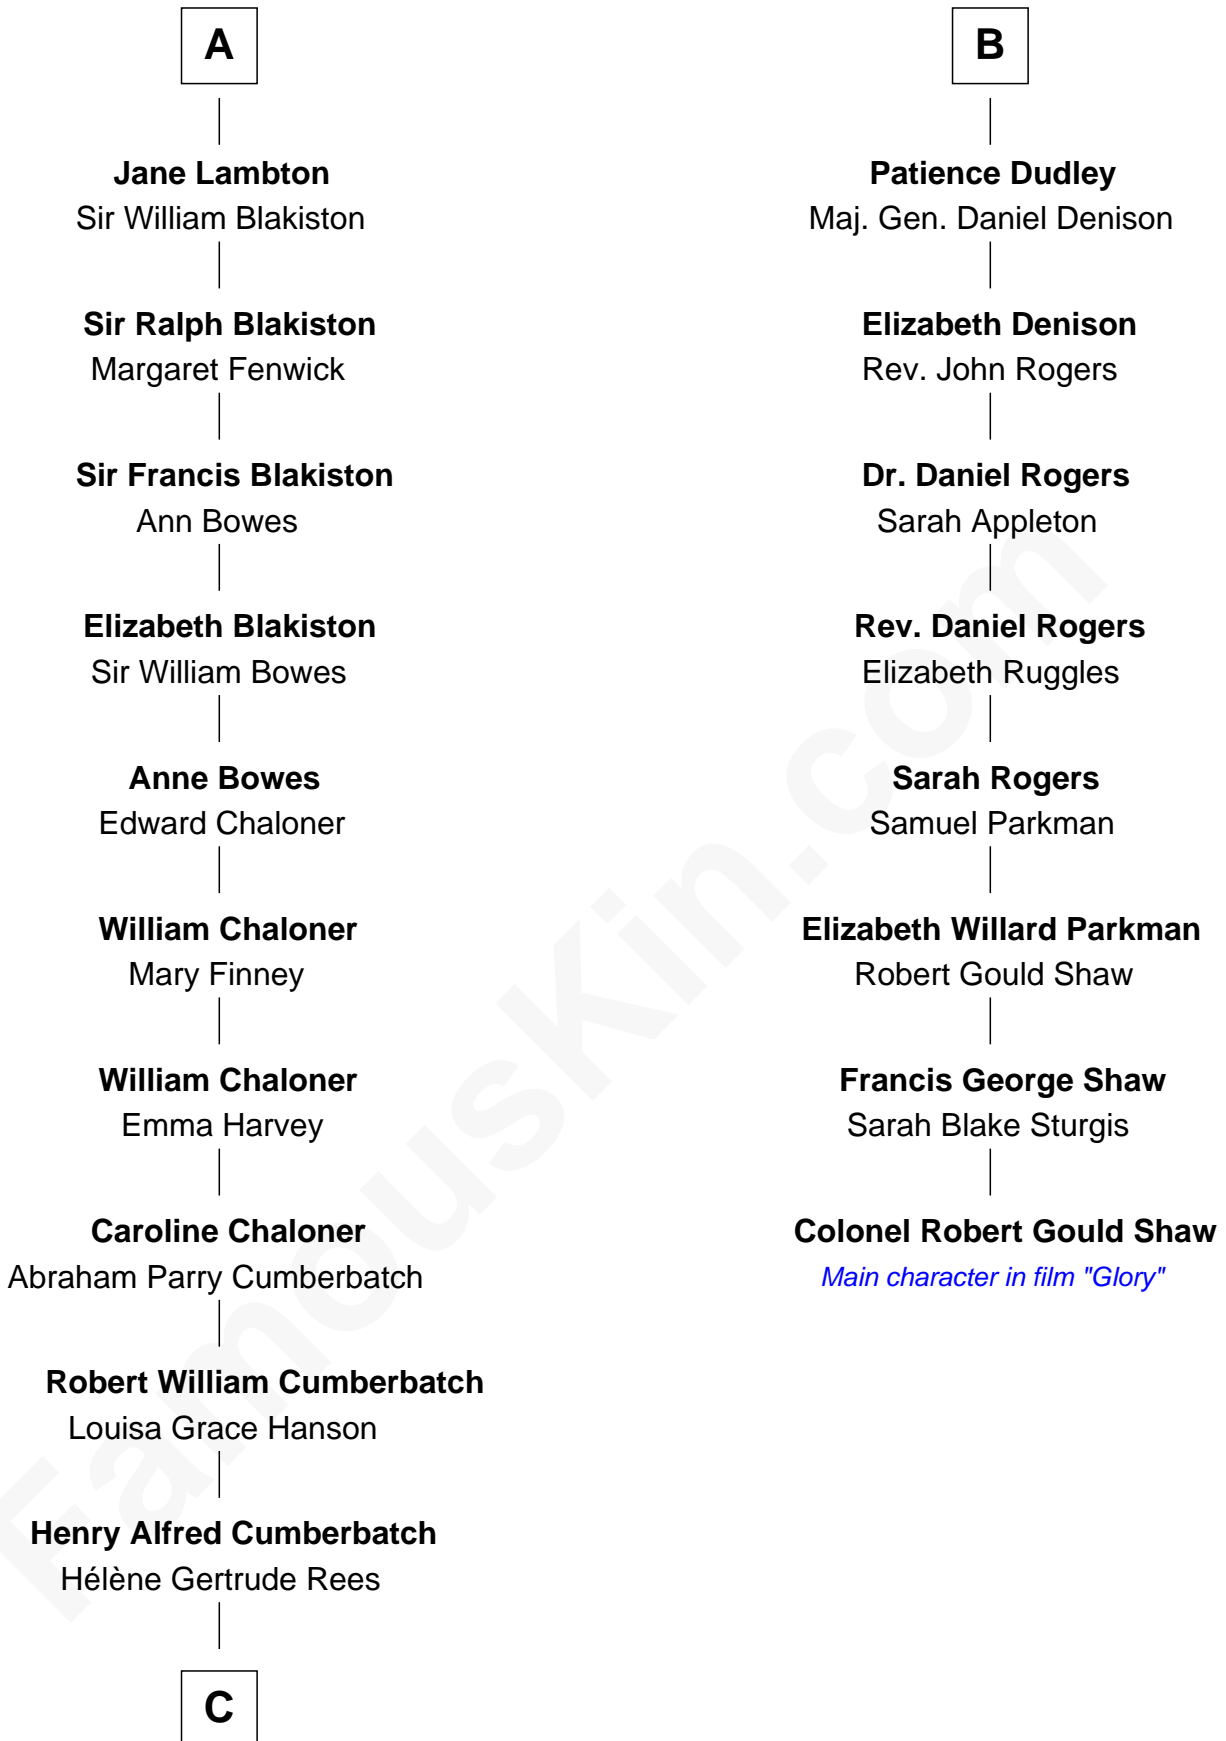 A
Jane Lambton
Sir William Blakiston
Sir Ralph Blakiston
Margaret Fenwick
Sir Francis Blakiston
Ann Bowes
Elizabeth Blakiston
Sir William Bowes
Anne Bowes
Edward Chaloner
William Chaloner
Mary Finney
William Chaloner
Emma Harvey
Caroline Chaloner
Abraham Parry Cumberbatch
Robert William Cumberbatch
Louisa Grace Hanson
Henry Alfred Cumberbatch
Hélène Gertrude Rees
C
B
Patience Dudley
Maj. Gen. Daniel Denison
Elizabeth Denison
Rev. John Rogers
Dr. Daniel Rogers
Sarah Appleton
Rev. Daniel Rogers
Elizabeth Ruggles
Sarah Rogers
Samuel Parkman
Elizabeth Willard Parkman
Robert Gould Shaw
Francis George Shaw
Sarah Blake Sturgis
Colonel Robert Gould Shaw
Main character in film "Glory"
FamousKin.com